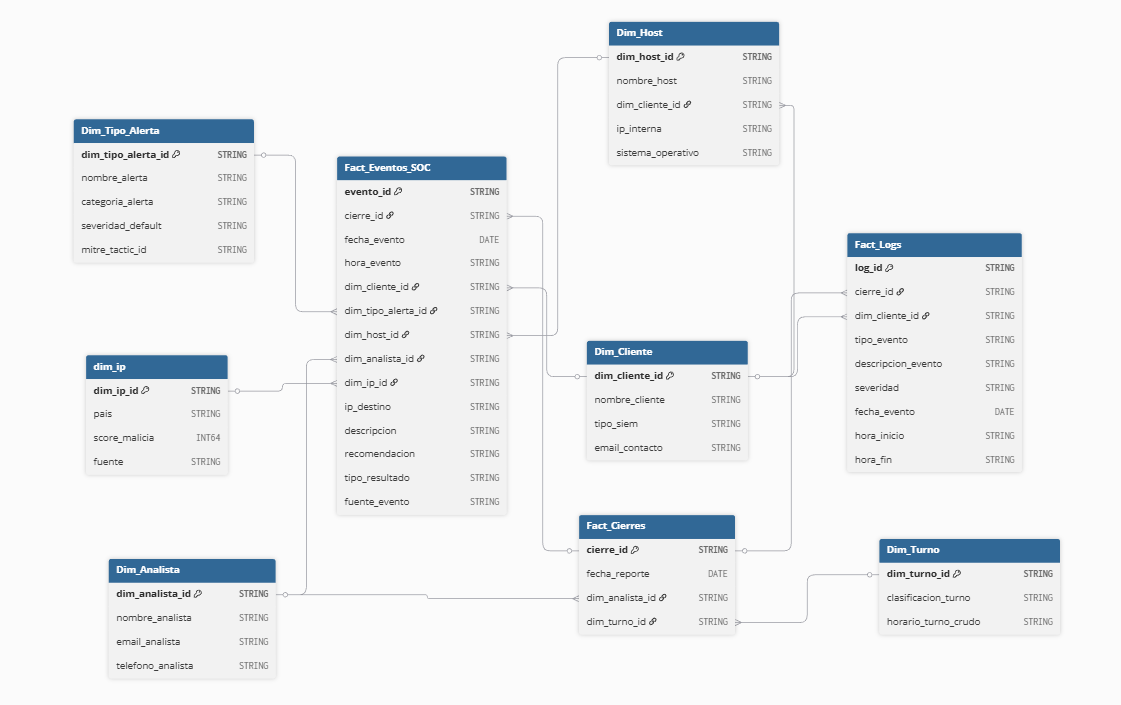 Dim_Host
dim_host_id STRING
nombre_host STRING
dim_cliente_id STRING
ip_interna STRING
sistema_operativo STRING
Dim_Tipo_Alerta
dim_tipo_alerta_id STRING
nombre_alerta STRING
categoria_alerta STRING
severidad_default STRING
mitre_tactic_id STRING
Fact_Eventos_SOC
evento_id STRING
cierre_id STRING
fecha_evento DATE
hora_evento STRING
dim_cliente_id STRING
dim_tipo_alerta_id STRING
dim_host_id STRING
dim_analista_id STRING
dim_ip_id STRING
ip_destino STRING
descripcion STRING
recomendacion STRING
tipo_resultado STRING
fuente_evento STRING
Fact_Logs
log_id STRING
cierre_id STRING
dim_cliente_id STRING
tipo_evento STRING
descripcion_evento STRING
severidad STRING
fecha_evento DATE
hora_inicio STRING
hora_fin STRING
Dim_Cliente
dim_cliente_id STRING
nombre_cliente STRING
tipo_siem STRING
email_contacto STRING
dim_ip
dim_ip_id STRING
pais STRING
score_malicia INT64
fuente STRING
Fact_Cierres
cierre_id STRING
fecha_reporte DATE
dim_analista_id STRING
dim_turno_id STRING
Dim_Turno
dim_turno_id STRING
clasificacion_turno STRING
horario_turno_crudo STRING
Dim_Analista
dim_analista_id STRING
nombre_analista STRING
email_analista STRING
telefono_analista STRING